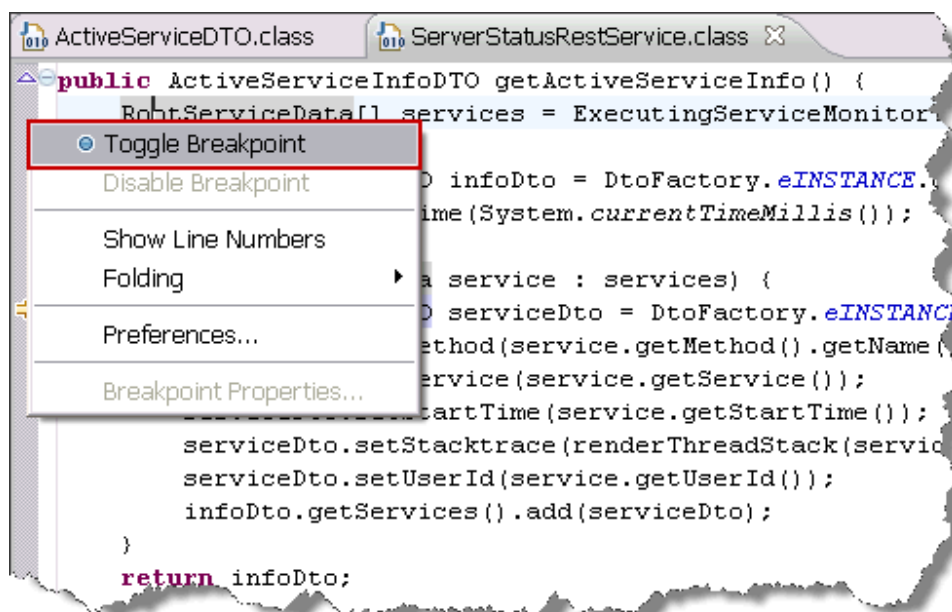 ActiveServiceDTO.class ServerStatusRestService.class
public ActiveServiceInfoDTO getActiveServiceInfo() {
RootServiceData[] services = ExecutingServiceMonitor
Toggle Breakpoint
Disable Breakpoint
O infoDto = DtoFactory.eINSTANCE.
ime(System.currentTimeMillis());
Show Line Numbers
Folding
a service : services) {
O serviceDto = DtoFactory.eINSTANC
Preferences...
ethod(service.getMethod().getName(
Breakpoint Properties...
ervice(service.getService());
tartTime(service.getStartTime());
serviceDto.setStacktrace(renderThreadStack(servic
serviceDto.setUserId(service.getUserId());
infoDto.getServices().add(serviceDto);
}
return infoDto;